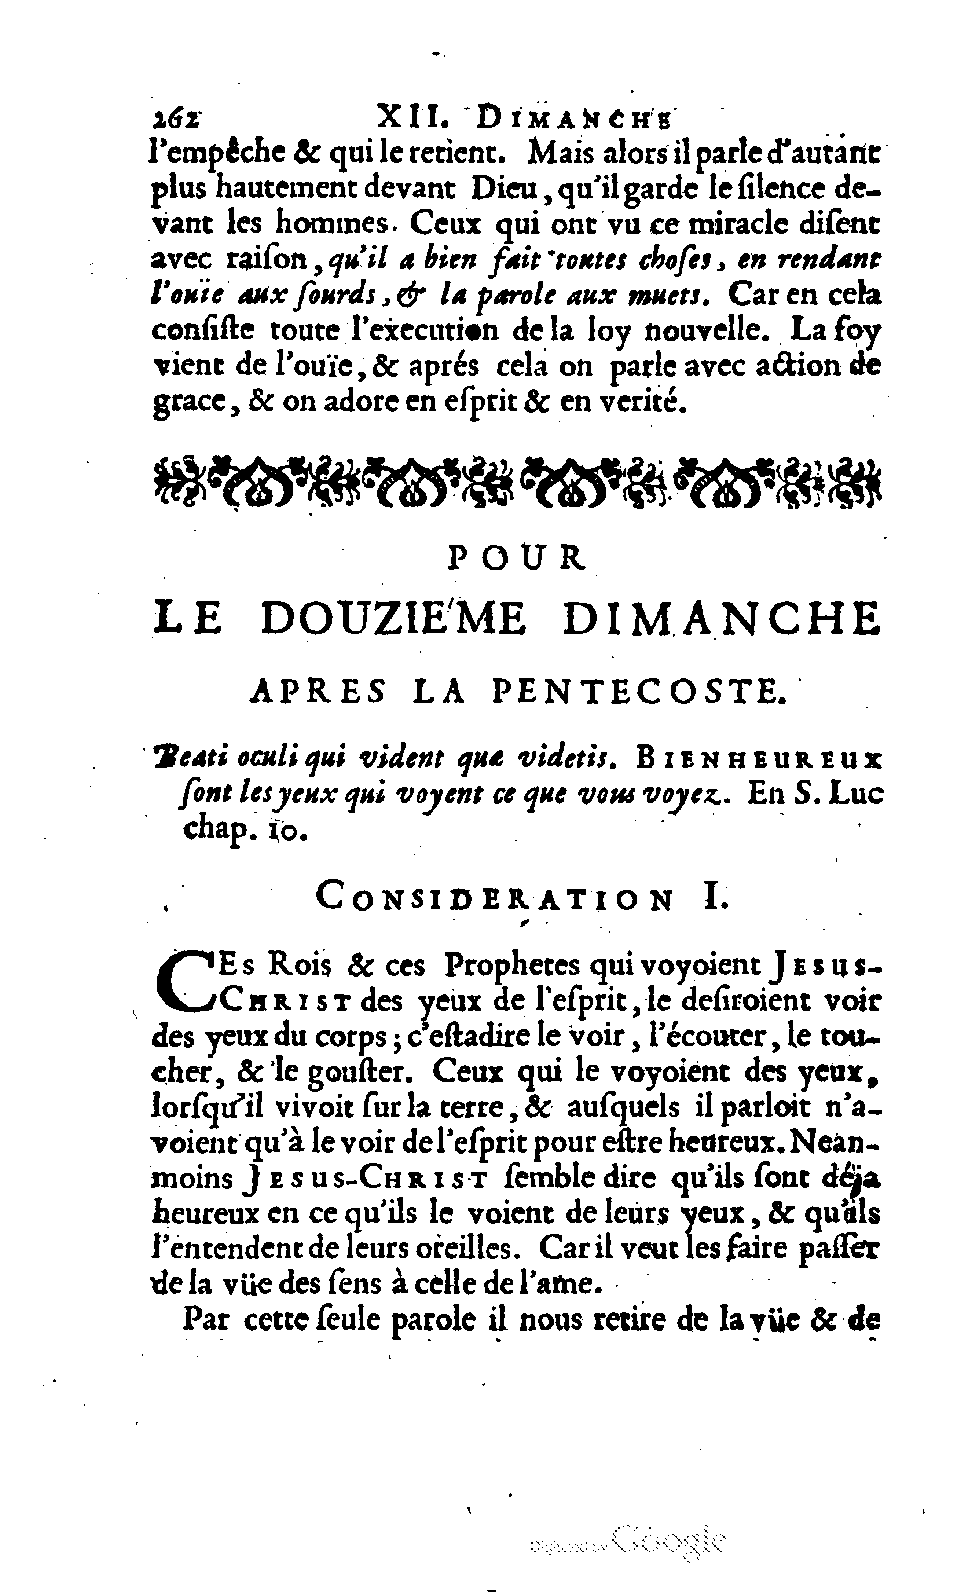 262 XII. DIMANCHE
l'empêche & qui le retient. Mais alors il parle d'autant
plus hautement devant Dieu, qu'il garde le ſilence de-
vant les hommes. Ceux qui ont vu ce miracle diſent
avec raiſon, qu'il a bien fait toutes choſes, en rendant
l'ouïe aux ſourds, & la parole aux muets. Car en cela
conſiſte toute l'execution de la loy nouvelle. La foy
vient de l'ouïe, & aprés cela on parle avec action de
grace, & on adore en eſprit & en verité.
POUR
LE DOUZIE'ME DIMANCHE
APRES LA PENTECOSTE.
Beati oculi qui vident quæ videtis. BIENHEUREUX
ſont les yeux qui voyent ce que vous voyez. En S. Luc
chap. 10.
CONSIDERATION I.
CEs Rois & ces Prophetes qui voyoient JESUS-
CHRIST des yeux de l'eſprit, le deſiroient voir
des yeux du corps; c'eſtadire le voir, l'écouter, le tou-
cher, & le gouſter. Ceux qui le voyoient des yeux,
lorſqu'il vivoit ſur la terre, & auſquels il parloit n'a-
voient qu'à le voir de l'eſprit pour eſtre heureux. Nean-
moins JESUS-CHRIST ſemble dire qu'ils ſont déja
heureux en ce qu'ils le voient de leurs yeux, & qu'ils
l'entendent de leurs oreilles. Car il veut les faire paſſer
de la vüe des ſens à celle de l'ame.
Par cette ſeule parole il nous retire de la vüe & de
Google